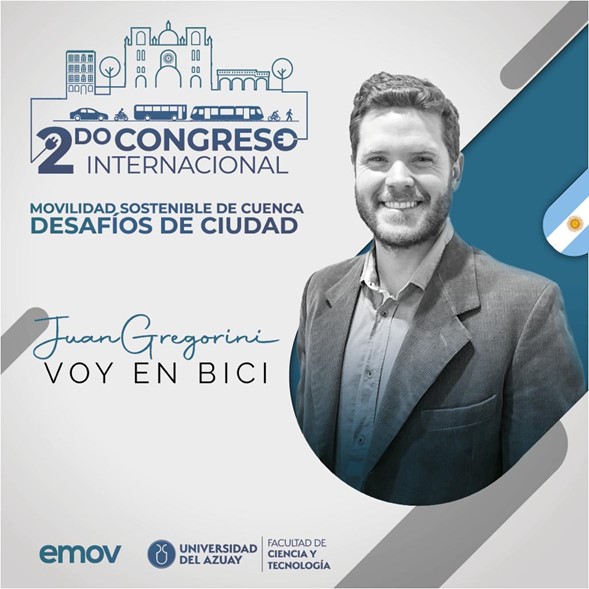 2DO CONGRESO
INTERNACIONAL
MOVILIDAD SOSTENIBLE DE CUENCA
DESAFÍOS DE CIUDAD
Juan Gregorini
VOY EN BICI
emov
UNIVERSIDAD
DEL AZUAY
FACULTAD DE
CIENCIA Y
TECNOLOGÍA